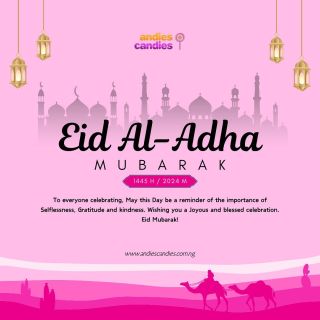 andies
candies
Eid Al-Adha
MUBARAK
1445 H / 2024 M
To everyone celebrating, May this Day be a reminder of the importance of
Selflessness, Gratitude and kindness. Wishing you a Joyous and blessed celebration.
Eid Mubarak!
www.andiescandies.com.ng